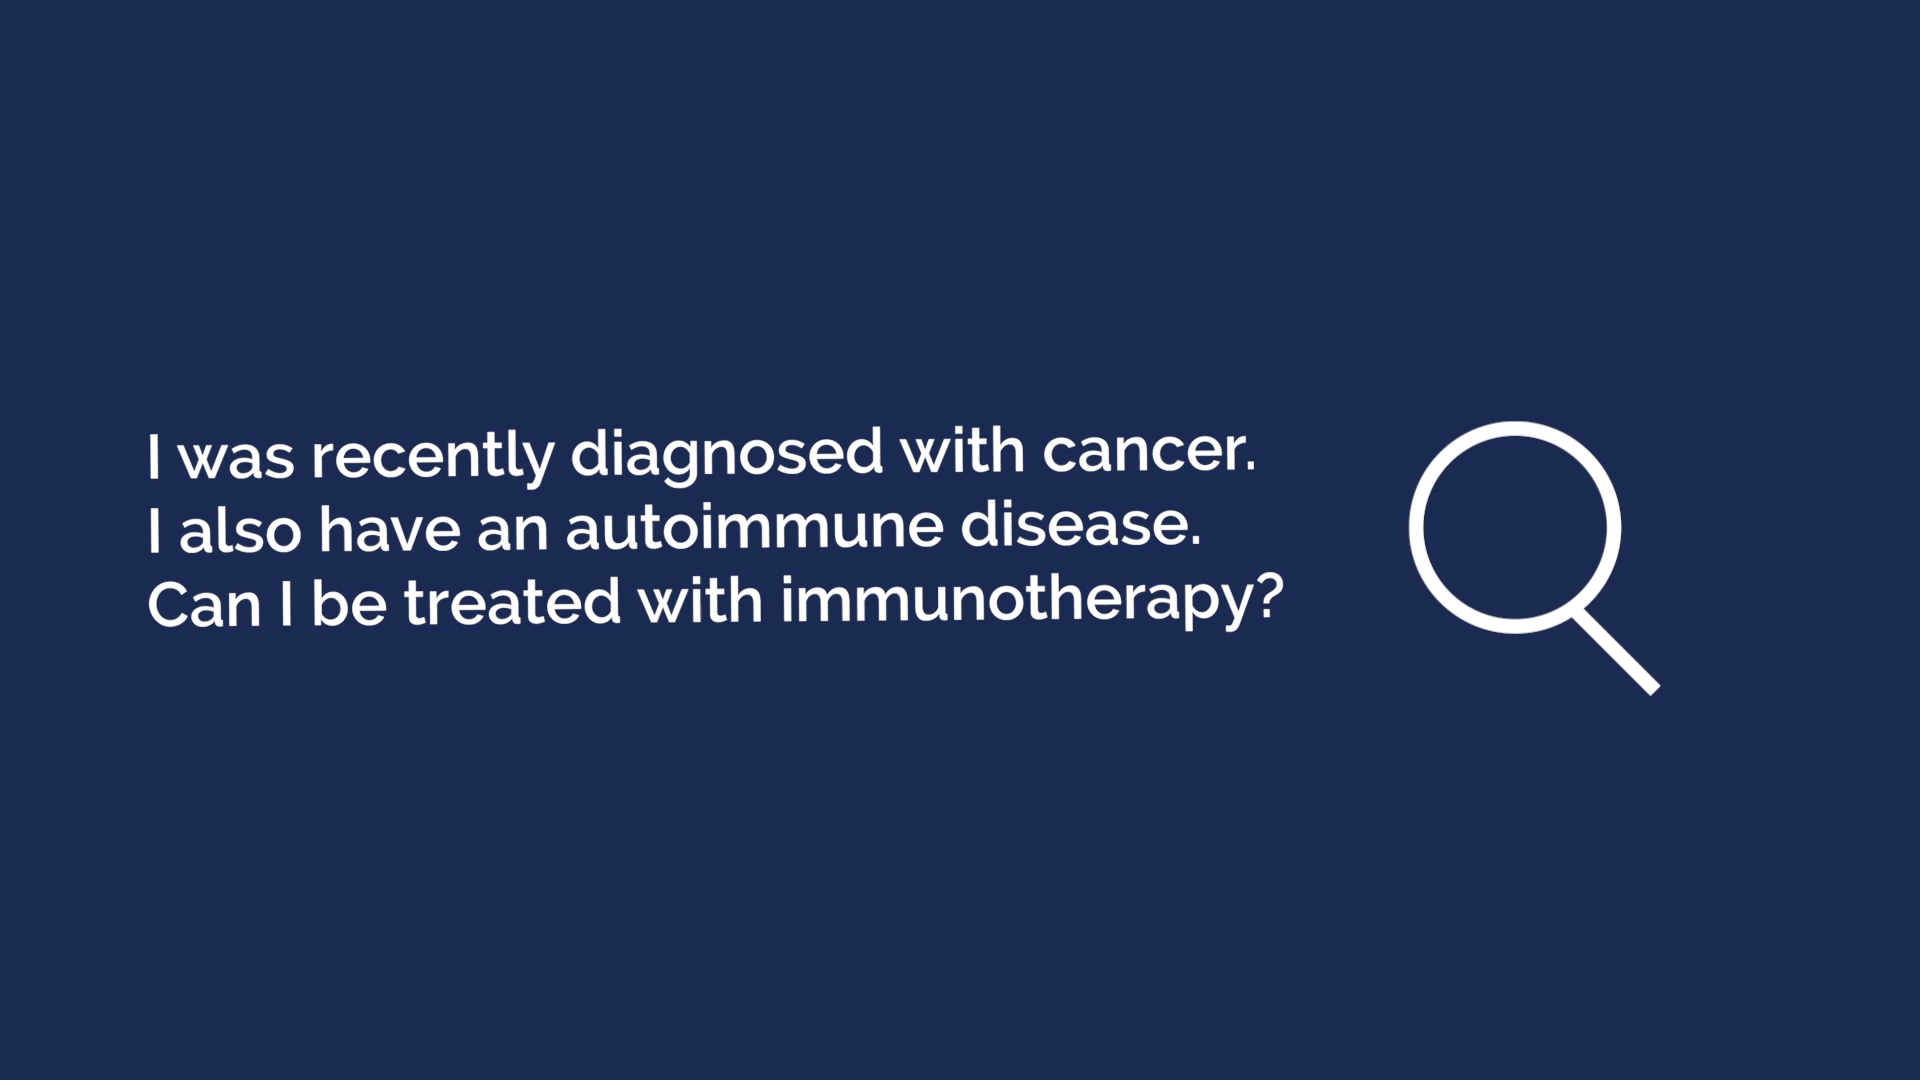 I was recently diagnosed with cancer.
I also have an autoimmune disease.
Can I be treated with immunotherapy?